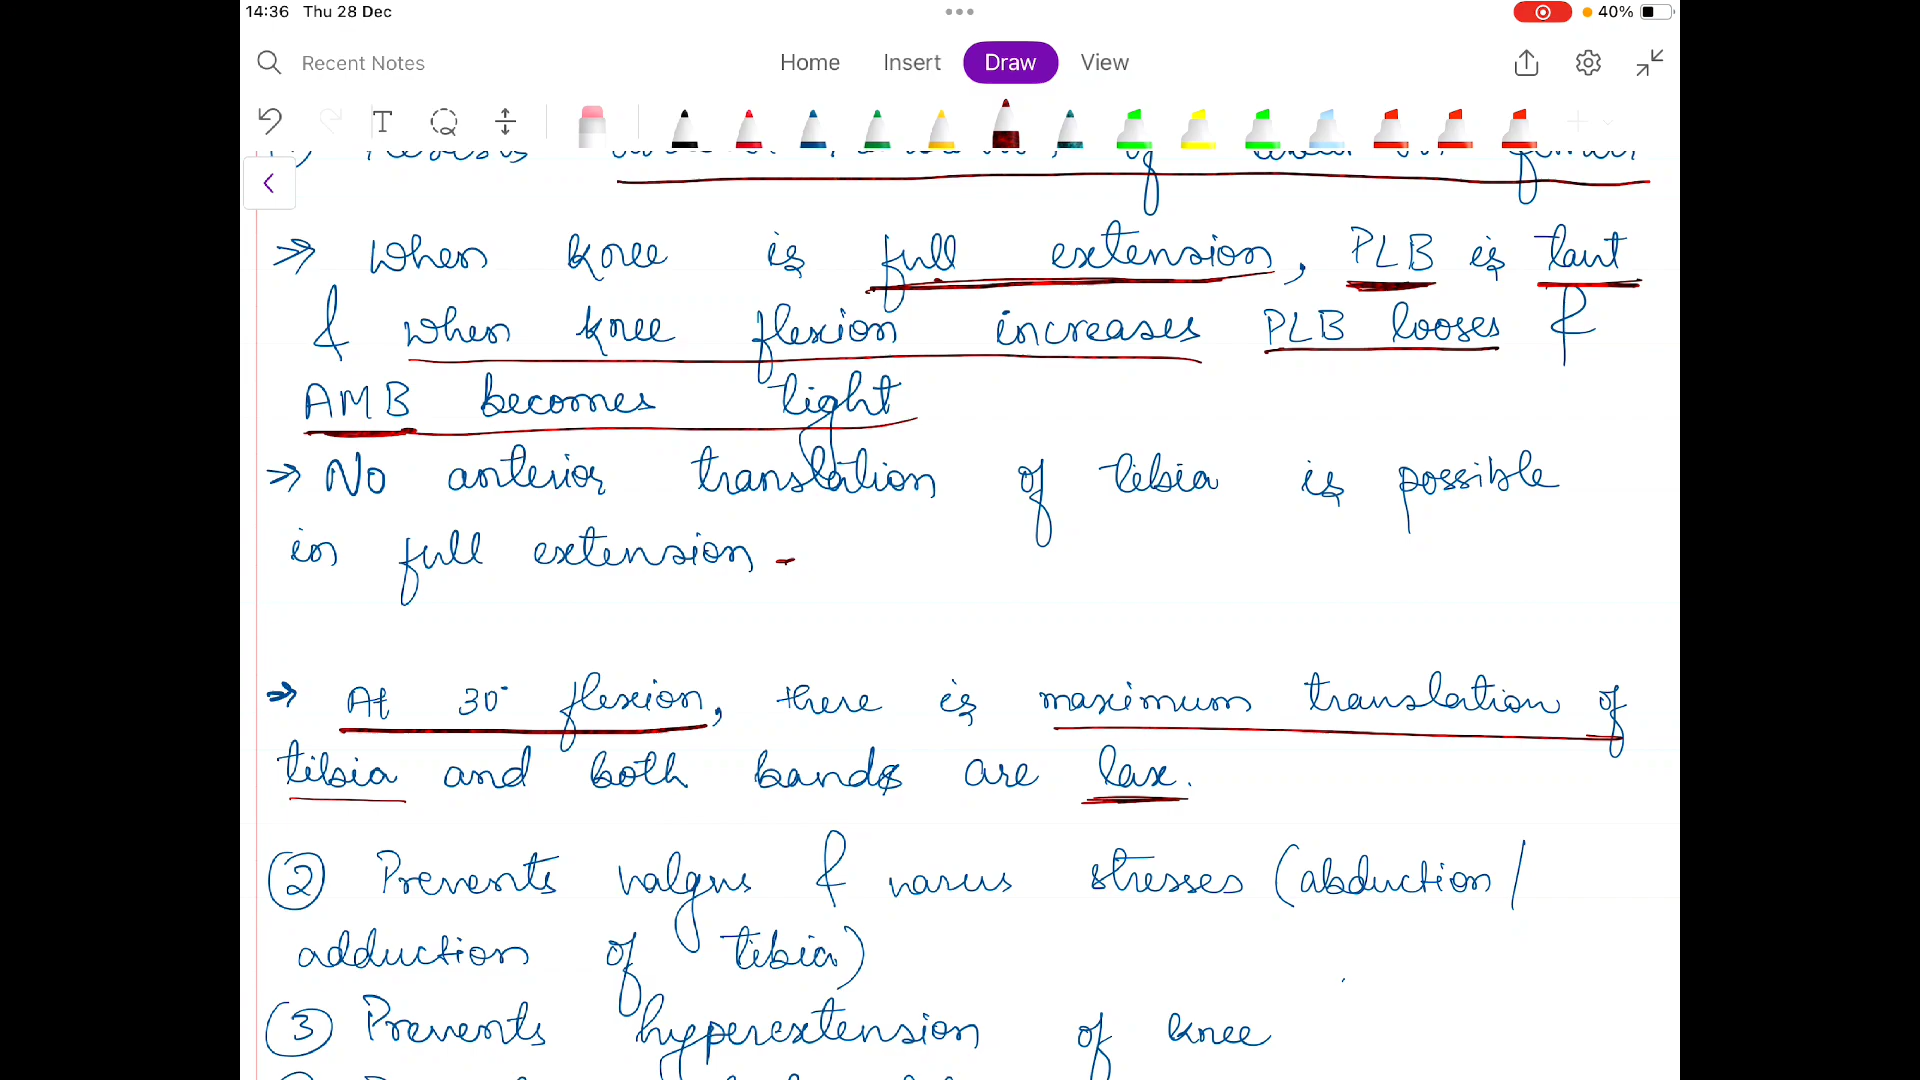 14:36 Thu 28 Dec
40%
Recent Notes
Home Insert Draw View
T
of
→ When knee is full extension, PLB is taut
& when knee flexion increases PLB looses &
AMB becomes tight
→ No anterior translation of tibia is possible
in full extension -
→ At 30° flexion, there is maximum translation of
tibia and both bands are lax.
② Prevents valgus & varus stresses (abduction /
adduction of tibia)
③ Prevents hyperextension of knee